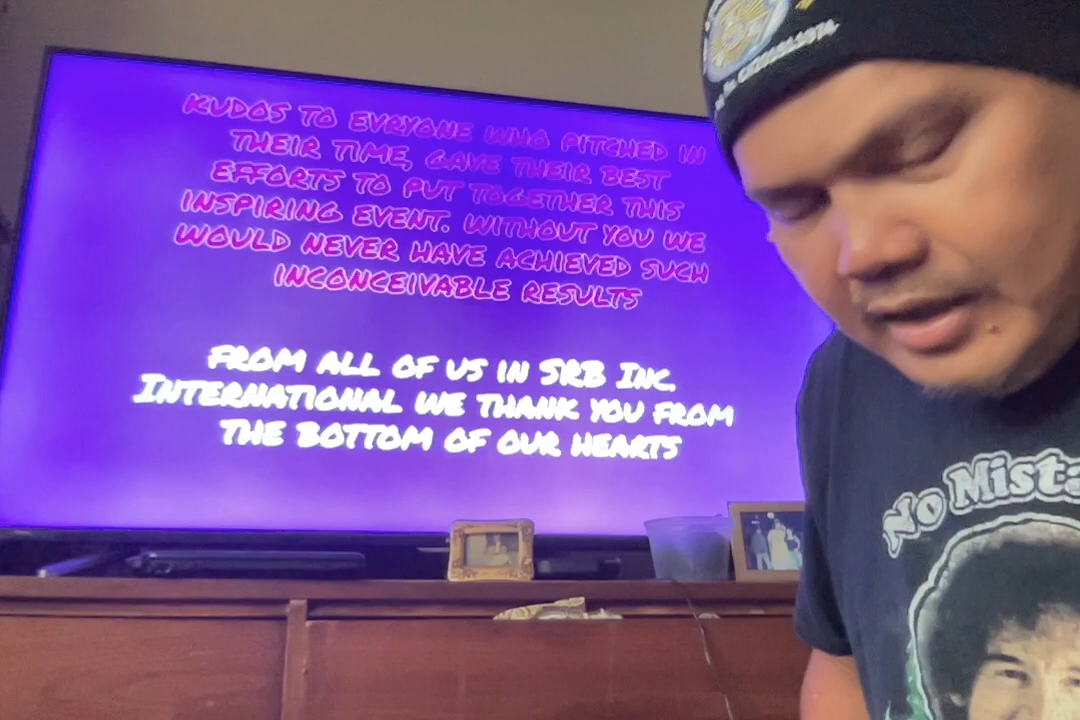 KUDOS TO EVRYONE WHO PITCHED IN
THEIR TIME, GAVE THEIR BEST
EFFORTS TO PUT TOGETHER THIS
INSPIRING EVENT. WITHOUT YOU WE
WOULD NEVER HAVE ACHIEVED SUCH
INCONCEIVABLE RESULTS
FROM ALL OF US IN SRB INC.
INTERNATIONAL WE THANK YOU FROM
THE BOTTOM OF OUR HEARTS
No Mista